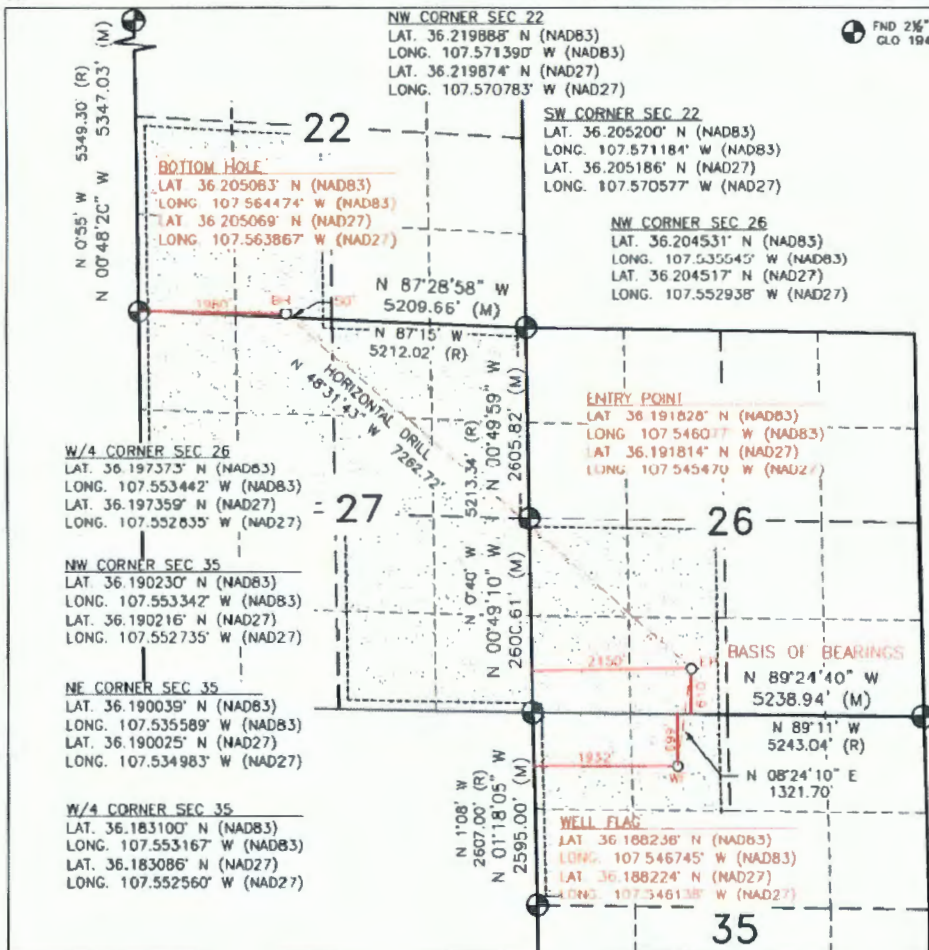 NW CORNER SEC 22
LAT. 36.219888° N (NAD83)
LONG. 107.571390° W (NAD83)
LAT. 36.219874° N (NAD27)
LONG. 107.570783° W (NAD27)
FND 2½"
GLO 194
SW CORNER SEC 22
LAT. 36.205200° N (NAD83)
LONG. 107.571184° W (NAD83)
LAT. 36.205186° N (NAD27)
LONG. 107.570577° W (NAD27)
N 0°55' W 5349.30' (R)
N 00°48'20" W 5347.03' (M)
22
BOTTOM HOLE
LAT. 36.205083° N (NAD83)
LONG. 107.564474° W (NAD83)
LAT. 36.205069° N (NAD27)
LONG. 107.563867° W (NAD27)
NW CORNER SEC 26
LAT. 36.204531° N (NAD83)
LONG. 107.535545° W (NAD83)
LAT. 36.204517° N (NAD27)
LONG. 107.552938° W (NAD27)
N 87°28'58" W
5209.66' (M)
1980'
BH
50'
N 87°15' W
5212.02' (R)
HORIZONTAL DRILL
N 48°31'43" W 7262.72'
5213.34' (R)
N 0°40' W
N 00°49'59" W
2605.82' (M)
ENTRY POINT
LAT 36.191828° N (NAD83)
LONG 107.546077° W (NAD83)
LAT 36.191814° N (NAD27)
LONG 107.545470° W (NAD27)
W/4 CORNER SEC 26
LAT. 36.197373° N (NAD83)
LONG. 107.553442° W (NAD83)
LAT. 36.197359° N (NAD27)
LONG. 107.552835° W (NAD27)
27
26
NW CORNER SEC 35
LAT. 36.190230° N (NAD83)
LONG. 107.553342° W (NAD83)
LAT. 36.190216° N (NAD27)
LONG. 107.552735° W (NAD27)
N 00°49'10" W
2600.61' (M)
2150'
610'
BASIS OF BEARINGS
N 89°24'40" W
5238.94' (M)
N 89°11' W
5243.04' (R)
NE CORNER SEC 35
LAT. 36.190039° N (NAD83)
LONG. 107.535589° W (NAD83)
LAT. 36.190025° N (NAD27)
LONG. 107.534983° W (NAD27)
1932'
699'
N 08°24'10" E
1321.70'
W/4 CORNER SEC 35
LAT. 36.183100° N (NAD83)
LONG. 107.553167° W (NAD83)
LAT. 36.183086° N (NAD27)
LONG. 107.552560° W (NAD27)
N 1°08' W
2607.00' (R)
N 01°18'05" W
2595.00' (M)
WELL FLAG
LAT 36.188238° N (NAD83)
LONG. 107.546745° W (NAD83)
LAT 36.188224° N (NAD27)
LONG. 107.546138° W (NAD27)
35